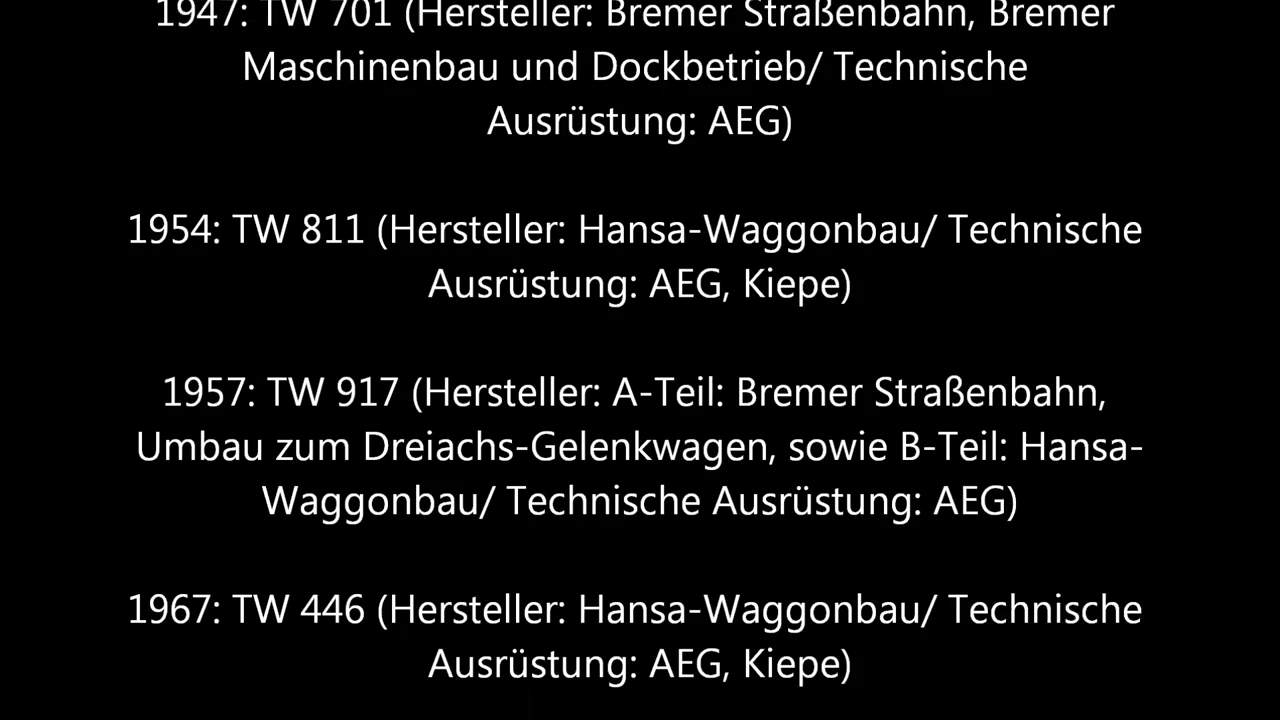 1947: TW 701 (Hersteller: Bremer Straßenbahn, Bremer
Maschinenbau und Dockbetrieb/ Technische
Ausrüstung: AEG)
1954: TW 811 (Hersteller: Hansa-Waggonbau/ Technische
Ausrüstung: AEG, Kiepe)
1957: TW 917 (Hersteller: A-Teil: Bremer Straßenbahn,
Umbau zum Dreiachs-Gelenkwagen, sowie B-Teil: Hansa-
Waggonbau/ Technische Ausrüstung: AEG)
1967: TW 446 (Hersteller: Hansa-Waggonbau/ Technische
Ausrüstung: AEG, Kiepe)